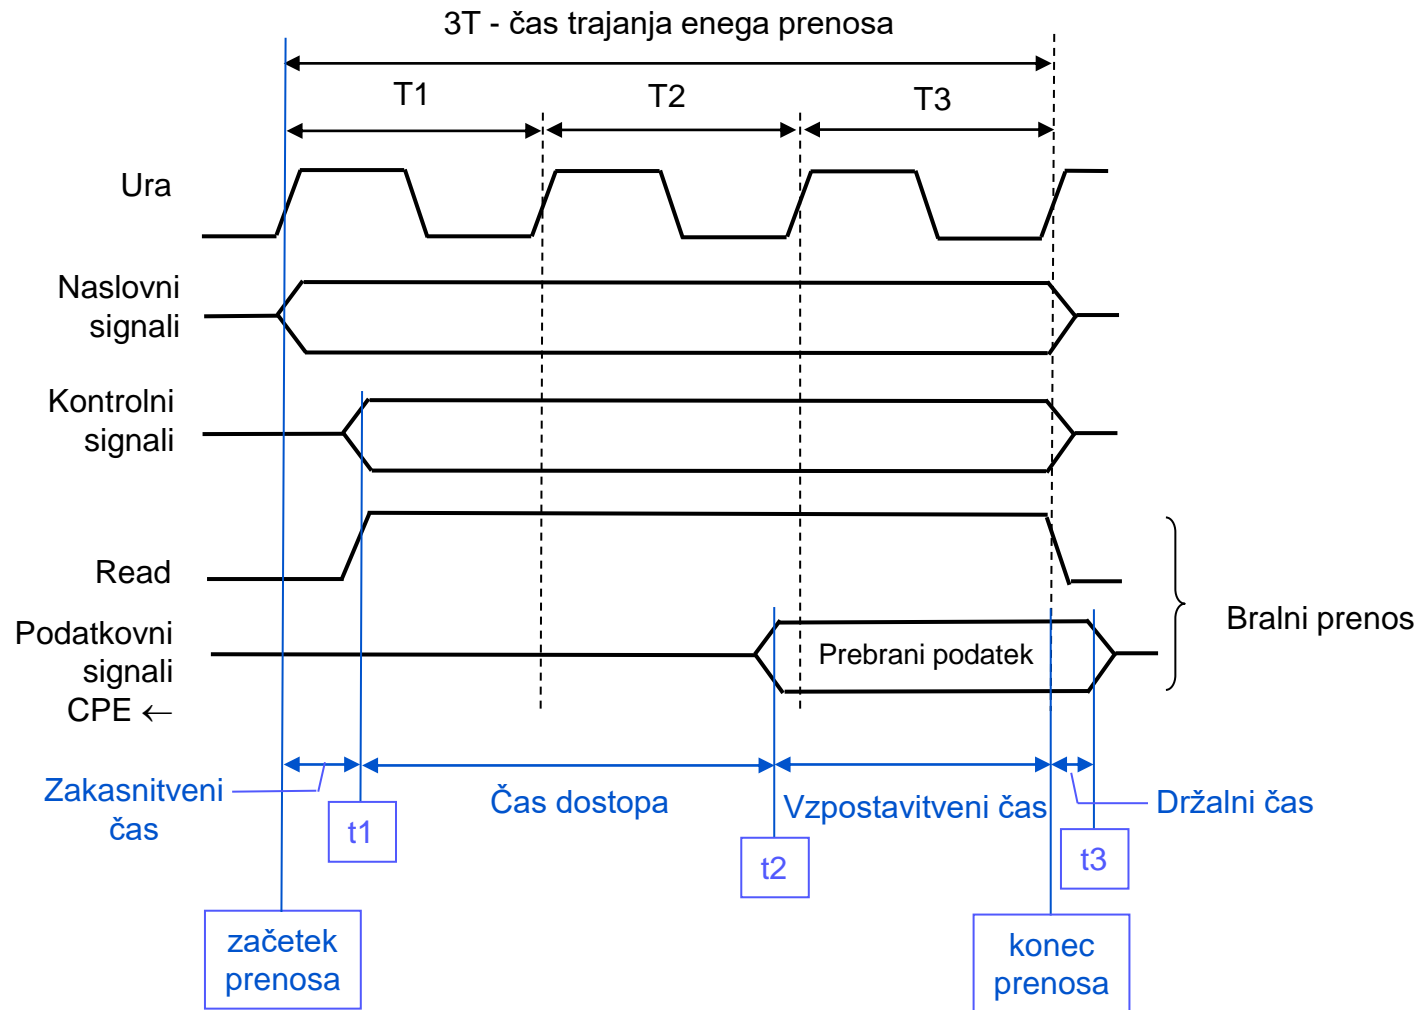 3T - čas trajanja enega prenosa
T1
T2
T3
Ura
Naslovni
signali
Kontrolni
signali
Read
Podatkovni
signali
CPE ←
Prebrani podatek
Bralni prenos
Zakasnitveni
čas
Čas dostopa
Vzpostavitveni čas
Držalni čas
t1
t2
t3
začetek
prenosa
konec
prenosa